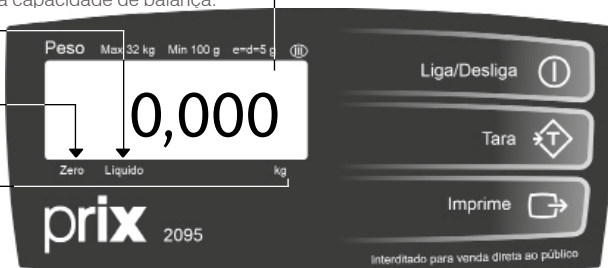 a capacidade de balança.
Peso Max 32 kg Min 100 g e=d=5 g III
0,000
Zero Líquido kg
prix 2095
Liga/Desliga
Tara T
Imprime
Interditado para venda direta ao público